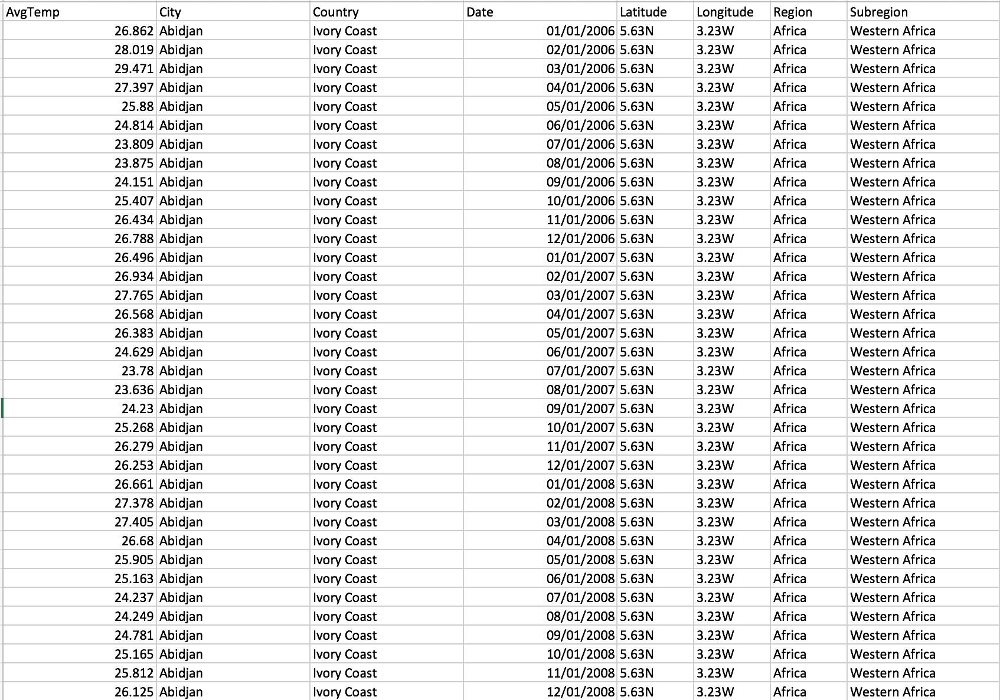 AvgTemp City Country Date Latitude Longitude Region Subregion
26.862 Abidjan Ivory Coast 01/01/2006 5.63N 3.23W Africa Western Africa
28.019 Abidjan Ivory Coast 02/01/2006 5.63N 3.23W Africa Western Africa
29.471 Abidjan Ivory Coast 03/01/2006 5.63N 3.23W Africa Western Africa
27.397 Abidjan Ivory Coast 04/01/2006 5.63N 3.23W Africa Western Africa
25.88 Abidjan Ivory Coast 05/01/2006 5.63N 3.23W Africa Western Africa
24.814 Abidjan Ivory Coast 06/01/2006 5.63N 3.23W Africa Western Africa
23.809 Abidjan Ivory Coast 07/01/2006 5.63N 3.23W Africa Western Africa
23.875 Abidjan Ivory Coast 08/01/2006 5.63N 3.23W Africa Western Africa
24.151 Abidjan Ivory Coast 09/01/2006 5.63N 3.23W Africa Western Africa
25.407 Abidjan Ivory Coast 10/01/2006 5.63N 3.23W Africa Western Africa
26.434 Abidjan Ivory Coast 11/01/2006 5.63N 3.23W Africa Western Africa
26.788 Abidjan Ivory Coast 12/01/2006 5.63N 3.23W Africa Western Africa
26.496 Abidjan Ivory Coast 01/01/2007 5.63N 3.23W Africa Western Africa
26.934 Abidjan Ivory Coast 02/01/2007 5.63N 3.23W Africa Western Africa
27.765 Abidjan Ivory Coast 03/01/2007 5.63N 3.23W Africa Western Africa
26.568 Abidjan Ivory Coast 04/01/2007 5.63N 3.23W Africa Western Africa
26.383 Abidjan Ivory Coast 05/01/2007 5.63N 3.23W Africa Western Africa
24.629 Abidjan Ivory Coast 06/01/2007 5.63N 3.23W Africa Western Africa
23.78 Abidjan Ivory Coast 07/01/2007 5.63N 3.23W Africa Western Africa
23.636 Abidjan Ivory Coast 08/01/2007 5.63N 3.23W Africa Western Africa
24.23 Abidjan Ivory Coast 09/01/2007 5.63N 3.23W Africa Western Africa
25.268 Abidjan Ivory Coast 10/01/2007 5.63N 3.23W Africa Western Africa
26.279 Abidjan Ivory Coast 11/01/2007 5.63N 3.23W Africa Western Africa
26.253 Abidjan Ivory Coast 12/01/2007 5.63N 3.23W Africa Western Africa
26.661 Abidjan Ivory Coast 01/01/2008 5.63N 3.23W Africa Western Africa
27.378 Abidjan Ivory Coast 02/01/2008 5.63N 3.23W Africa Western Africa
27.405 Abidjan Ivory Coast 03/01/2008 5.63N 3.23W Africa Western Africa
26.68 Abidjan Ivory Coast 04/01/2008 5.63N 3.23W Africa Western Africa
25.905 Abidjan Ivory Coast 05/01/2008 5.63N 3.23W Africa Western Africa
25.163 Abidjan Ivory Coast 06/01/2008 5.63N 3.23W Africa Western Africa
24.237 Abidjan Ivory Coast 07/01/2008 5.63N 3.23W Africa Western Africa
24.249 Abidjan Ivory Coast 08/01/2008 5.63N 3.23W Africa Western Africa
24.781 Abidjan Ivory Coast 09/01/2008 5.63N 3.23W Africa Western Africa
25.165 Abidjan Ivory Coast 10/01/2008 5.63N 3.23W Africa Western Africa
25.812 Abidjan Ivory Coast 11/01/2008 5.63N 3.23W Africa Western Africa
26.125 Abidjan Ivory Coast 12/01/2008 5.63N 3.23W Africa Western Africa